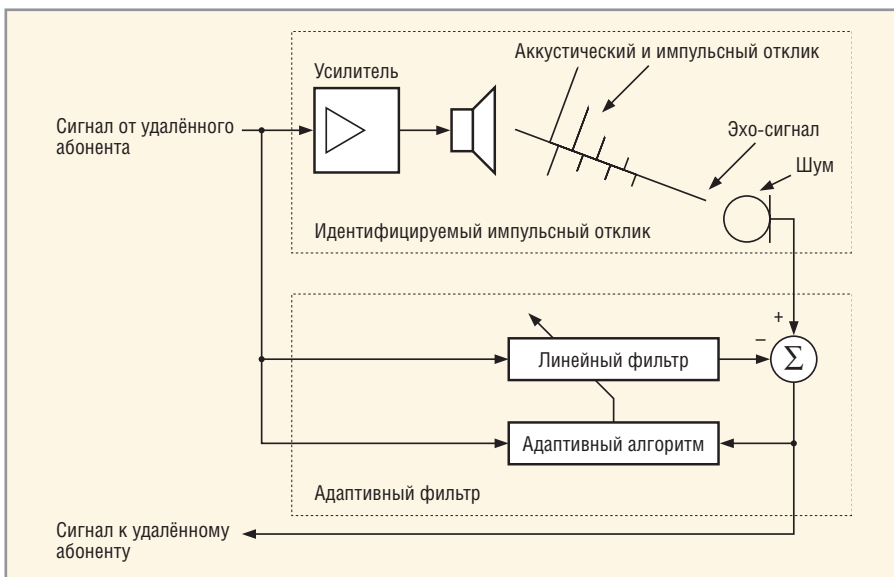 Аккустический и импульсный отклик
Усилитель
Сигнал от удалённого
абонента
Эхо-сигнал
Шум
Идентифицируемый импульсный отклик
+
–
Линейный фильтр
Σ
Адаптивный алгоритм
Адаптивный фильтр
Сигнал к удалённому
абоненту